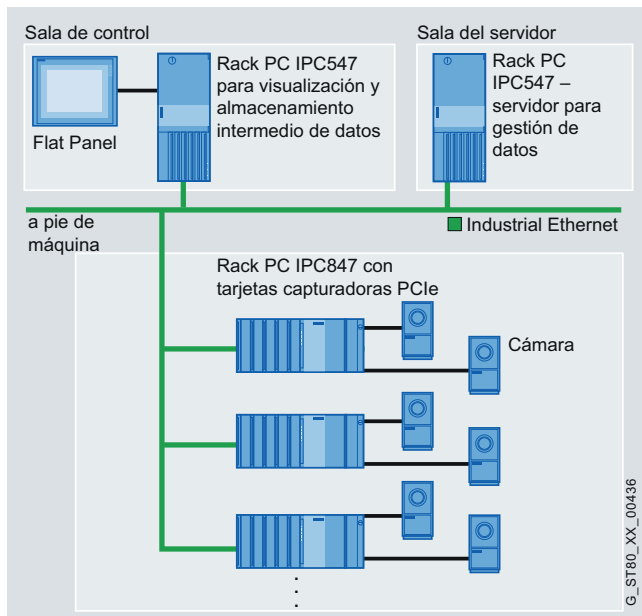 Sala de control
Rack PC IPC547
para visualización y
almacenamiento
intermedio de datos
Flat Panel
Sala del servidor
Rack PC
IPC547 –
servidor para
gestión de
datos
a pie de
máquina
Industrial Ethernet
Rack PC IPC847 con
tarjetas capturadoras PCIe
Cámara
G_ST80_XX_00436